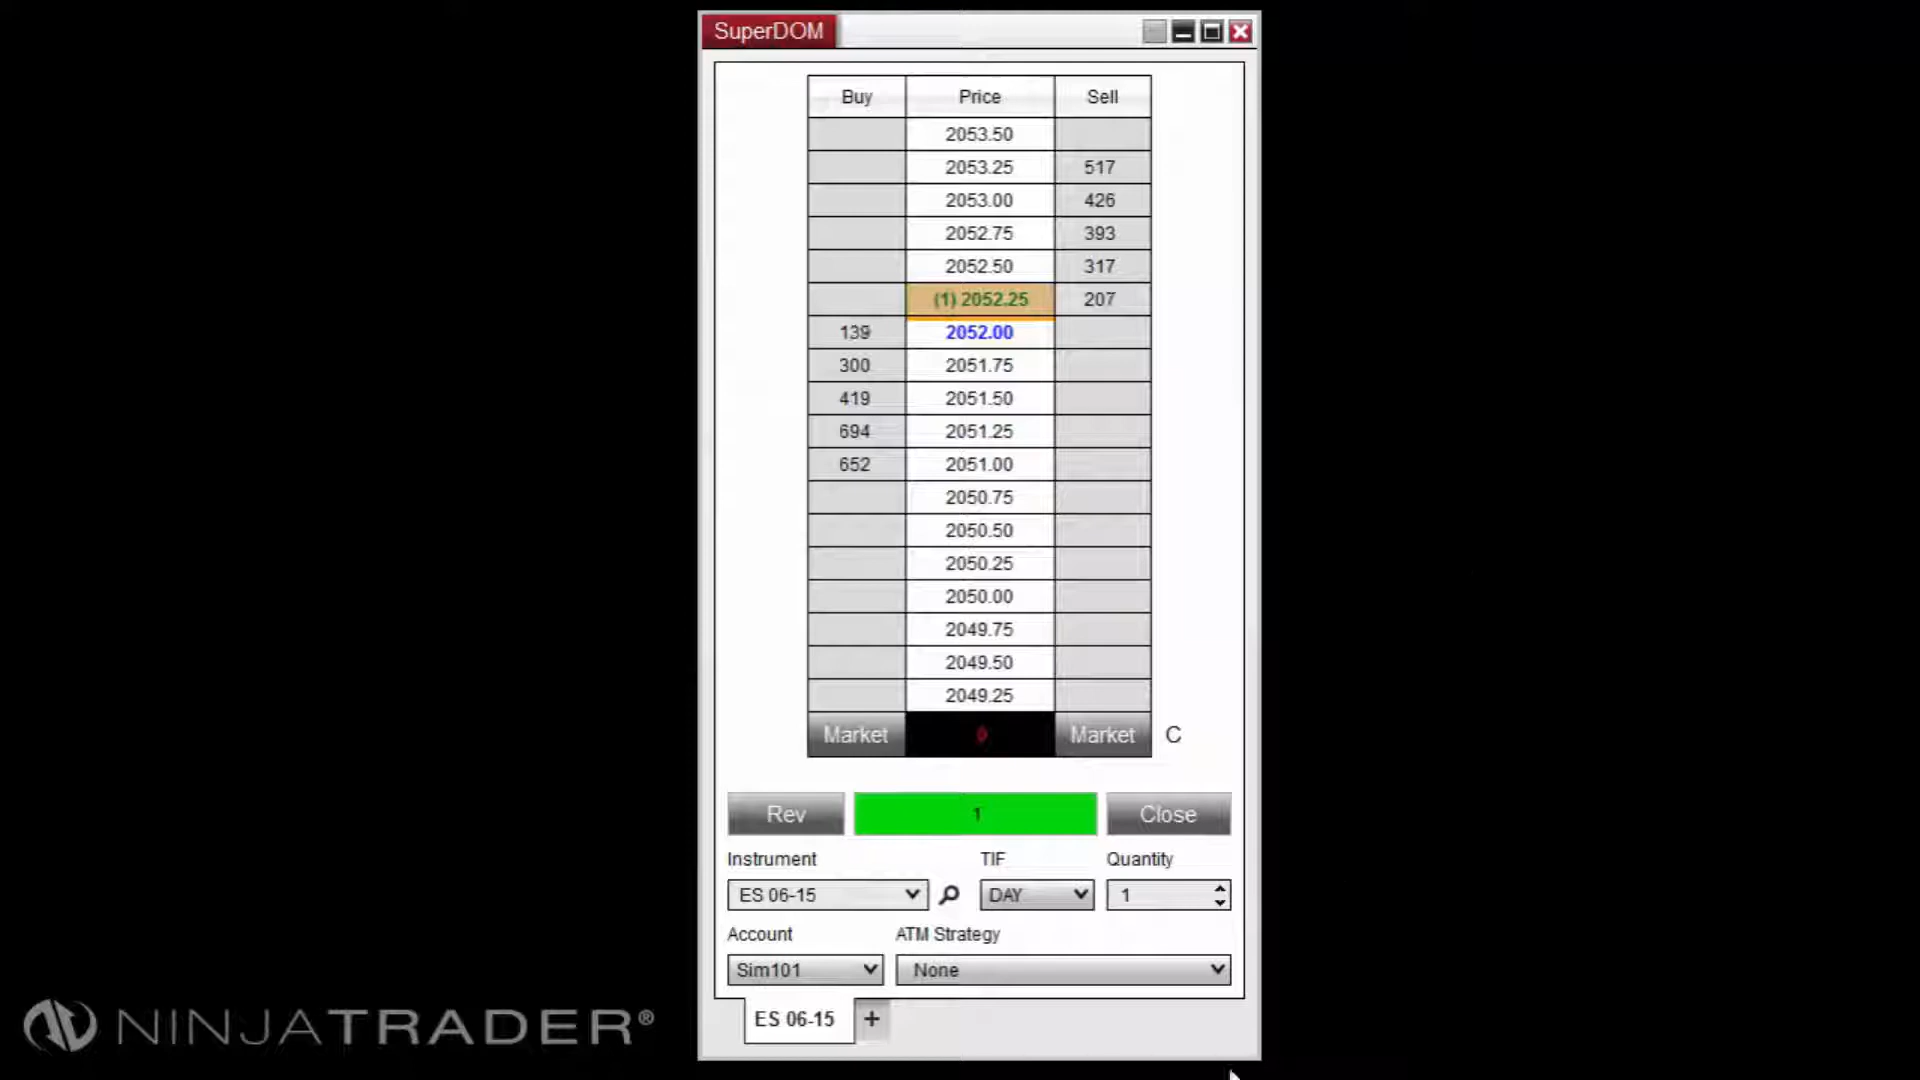 SuperDOM
Buy Price Sell
2053.50
2053.25 517
2053.00 426
2052.75 393
2052.50 317
(1) 2052.25 207
139 2052.00
300 2051.75
419 2051.50
694 2051.25
652 2051.00
2050.75
2050.50
2050.25
2050.00
2049.75
2049.50
2049.25
Market 0 Market C
Rev 1 Close
Instrument TIF Quantity
ES 06-15 DAY 1
Account ATM Strategy
Sim101 None
ES 06-15 +
NINJATRADER®